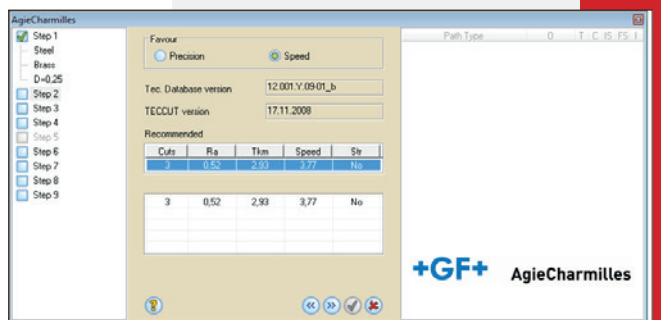 AgieCharmilles
Step 1
Steel
Brass
D=0,25
Step 2
Step 3
Step 4
Step 5
Step 6
Step 7
Step 8
Step 9
Favour
Precision Speed
Tec. Database version 12.001.Y.09-01_b
TECCUT version 17.11.2008
Recommended
Cuts Ra Tkm Speed Str
3 0,52 2,93 3,77 No
3 0,52 2,93 3,77 No
Path Type O T C IS FS I
+GF+ AgieCharmilles